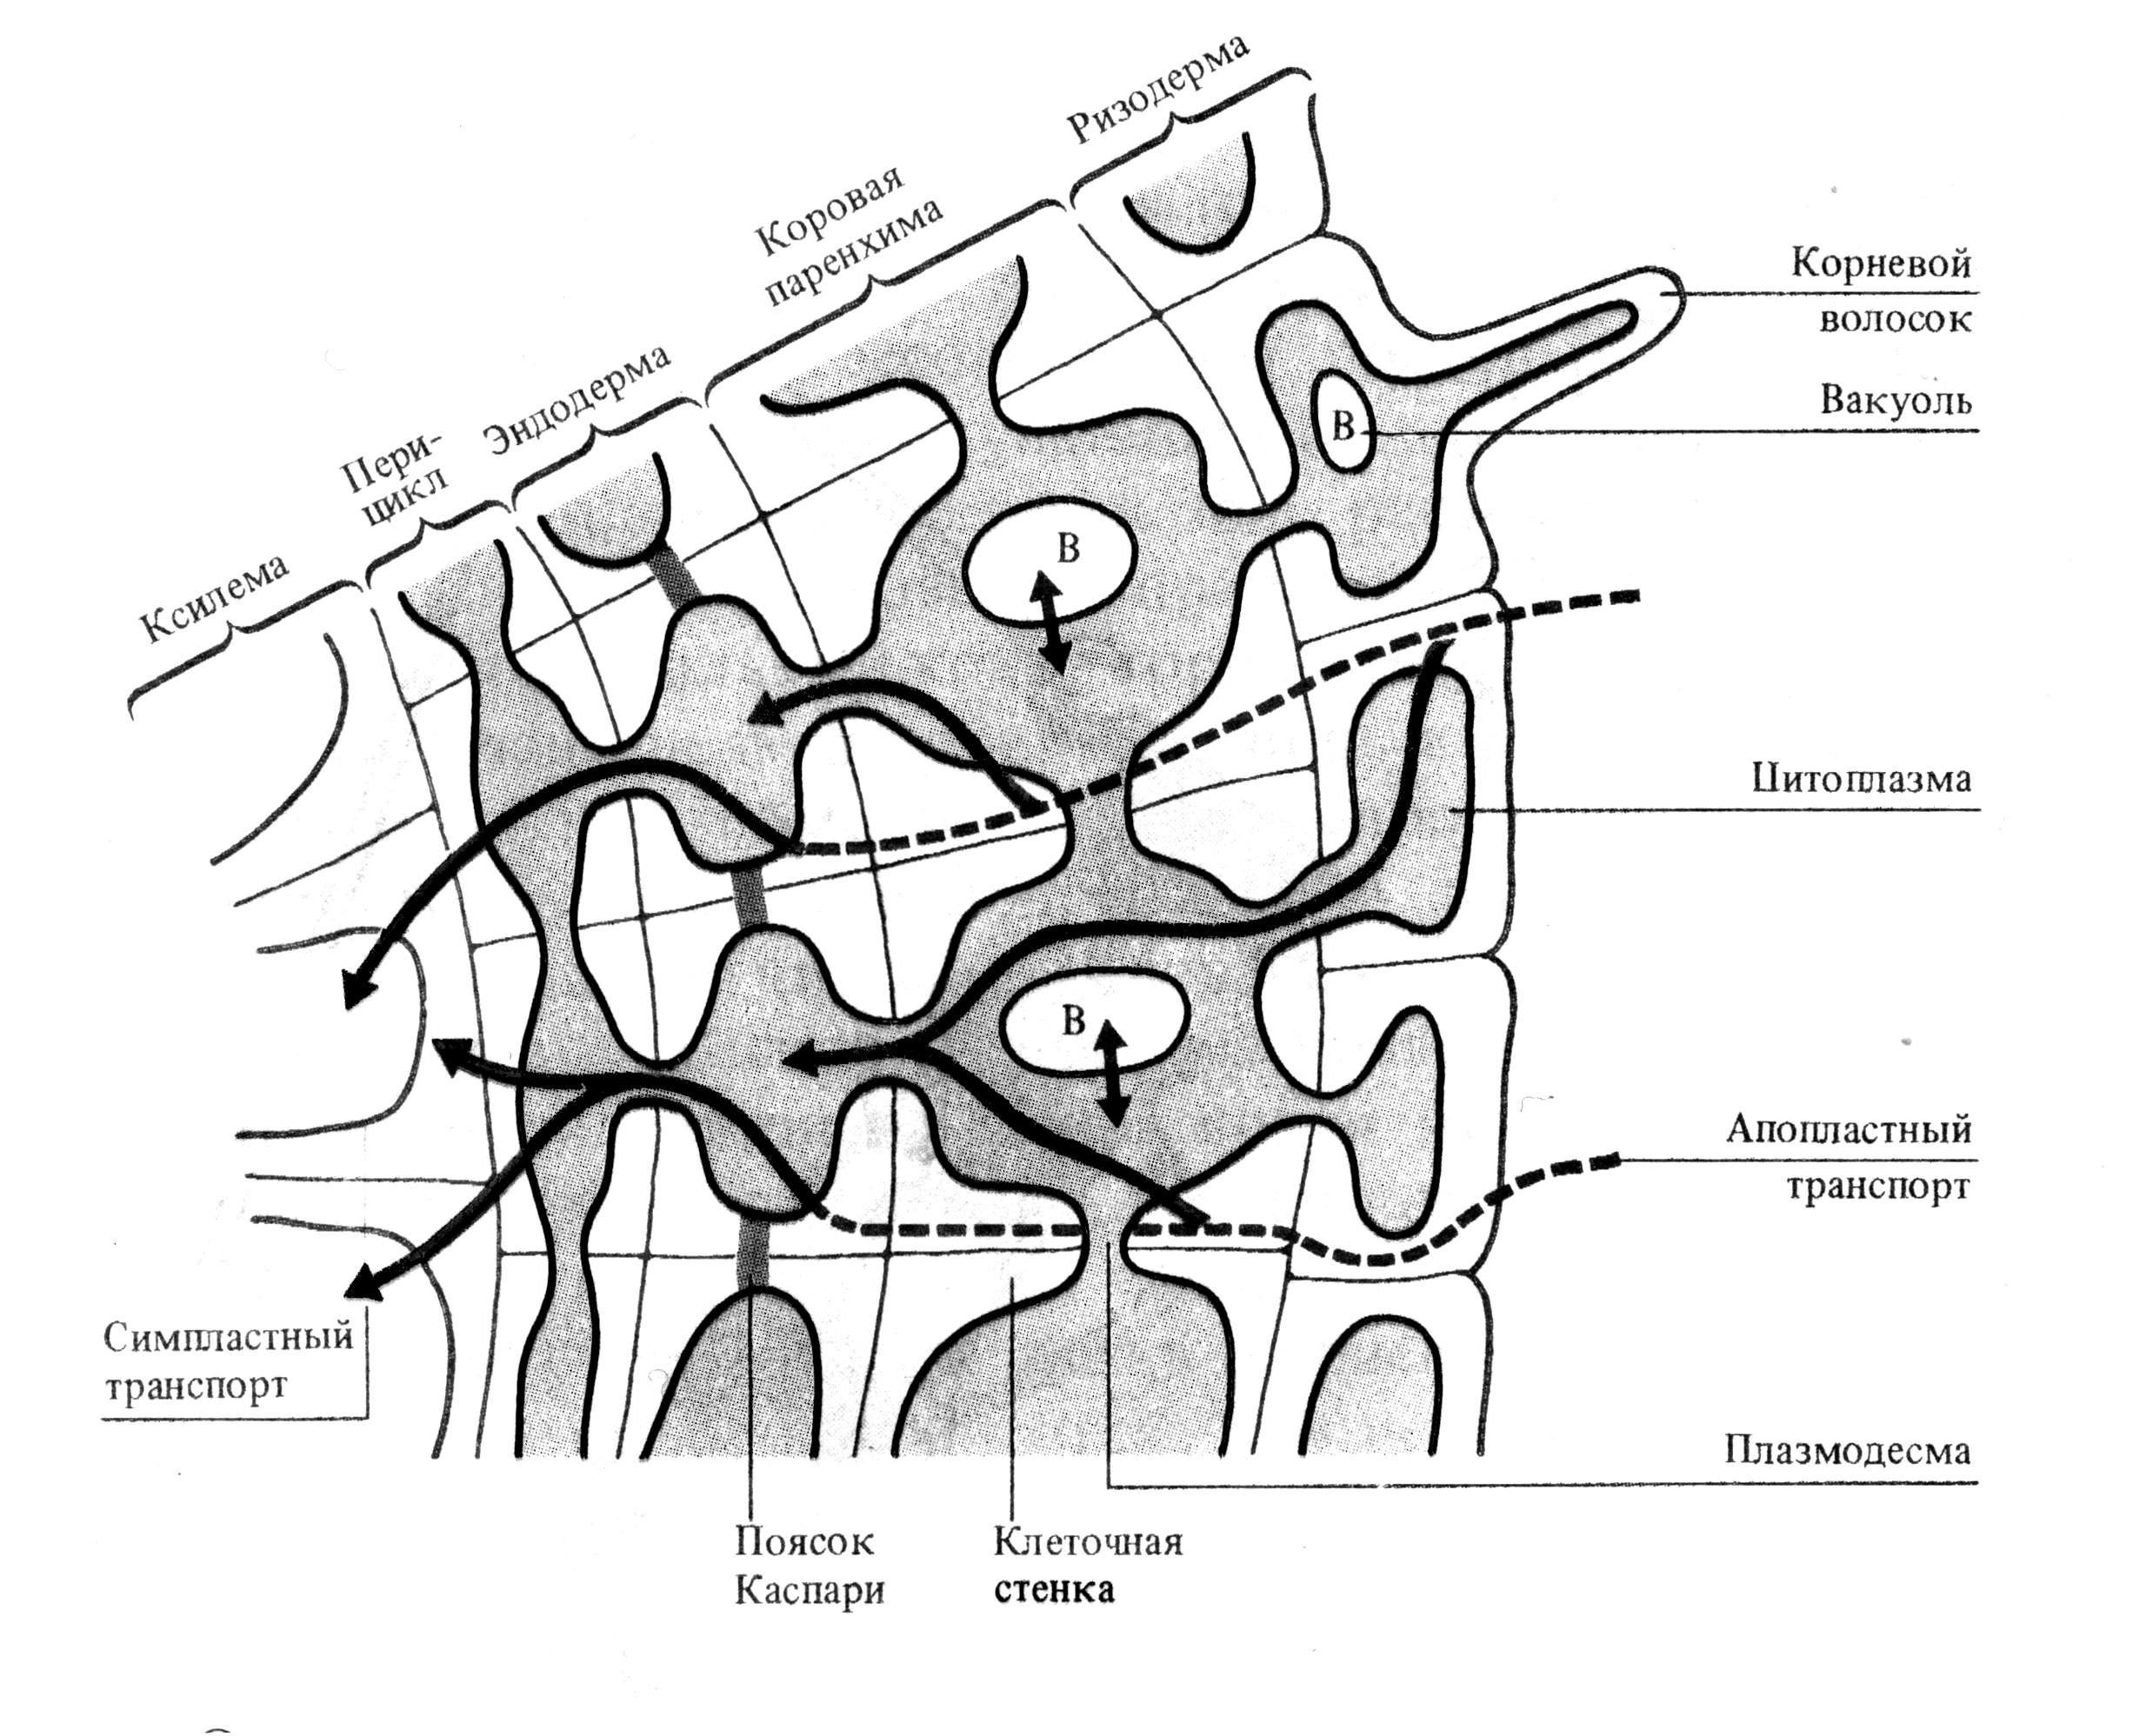 Ризодерма
Коровая
паренхима
Эндодерма
Пери-
цикл
Ксилема
Корневой
волосок
Вакуоль
В
В
Цитоплазма
В
Апопластный
транспорт
Симпластный
транспорт
Плазмодесма
Поясок
Каспари
Клеточная
стенка